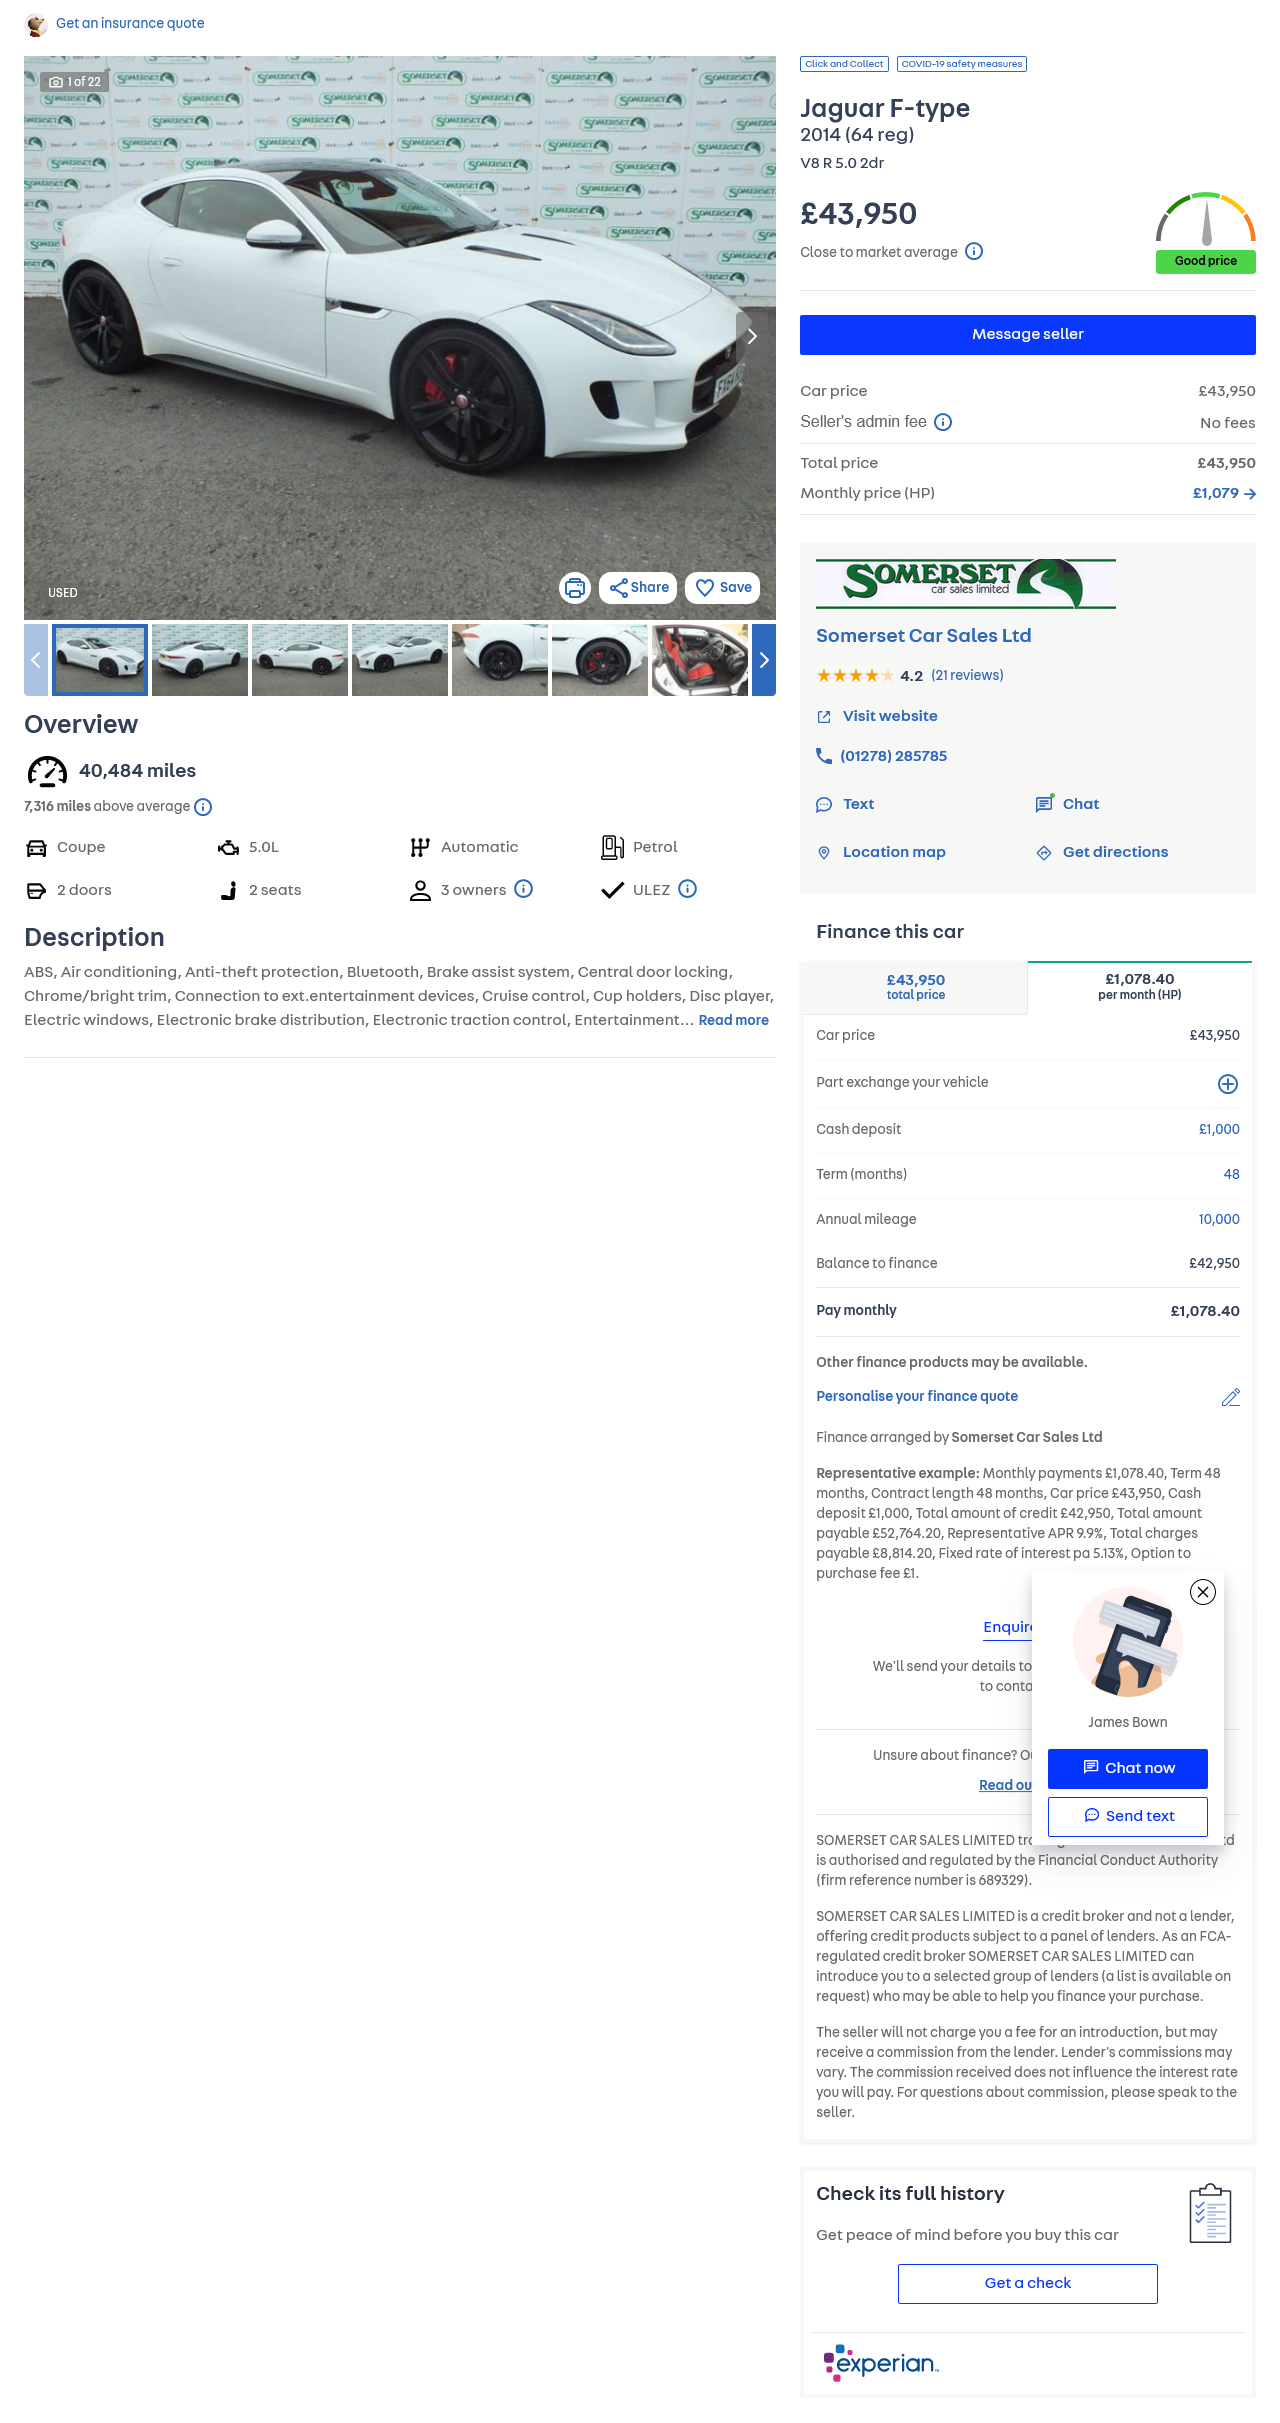 Get an insurance quote
1 of 22
USED
Share
Save
Overview
40,484 miles
7,316 miles above average
Coupe
5.0L
Automatic
Petrol
2 doors
2 seats
3 owners
ULEZ
Description
ABS, Air conditioning, Anti-theft protection, Bluetooth, Brake assist system, Central door locking,
Chrome/bright trim, Connection to ext.entertainment devices, Cruise control, Cup holders, Disc player,
Electric windows, Electronic brake distribution, Electronic traction control, Entertainment... Read more
Click and Collect
COVID-19 safety measures
Jaguar F-type
2014 (64 reg)
V8 R 5.0 2dr
£43,950
Close to market average
Good price
Message seller
Car price £43,950
Seller's admin fee No fees
Total price £43,950
Monthly price (HP) £1,079
SOMERSET
car sales limited
Somerset Car Sales Ltd
4.2 (21 reviews)
Visit website
(01278) 285785
Text
Chat
Location map
Get directions
Finance this car
£43,950
total price
£1,078.40
per month (HP)
Car price £43,950
Part exchange your vehicle
Cash deposit £1,000
Term (months) 48
Annual mileage 10,000
Balance to finance £42,950
Pay monthly £1,078.40
Other finance products may be available.
Personalise your finance quote
Finance arranged by Somerset Car Sales Ltd
Representative example: Monthly payments £1,078.40, Term 48
months, Contract length 48 months, Car price £43,950, Cash
deposit £1,000, Total amount of credit £42,950, Total amount
payable £52,764.20, Representative APR 9.9%, Total charges
payable £8,814.20, Fixed rate of interest pa 5.13%, Option to
purchase fee £1.
Enquire
We'll send your details to
to conta
Unsure about finance? Ou
Read ou
James Bown
Chat now
Send text
SOMERSET CAR SALES LIMITED
is authorised and regulated by the Financial Conduct Authority
(firm reference number is 689329).
SOMERSET CAR SALES LIMITED is a credit broker and not a lender,
offering credit products subject to a panel of lenders. As an FCA-
regulated credit broker SOMERSET CAR SALES LIMITED can
introduce you to a selected group of lenders (a list is available on
request) who may be able to help you finance your purchase.
The seller will not charge you a fee for an introduction, but may
receive a commission from the lender. Lender's commissions may
vary. The commission received does not influence the interest rate
you will pay. For questions about commission, please speak to the
seller.
Check its full history
Get peace of mind before you buy this car
Get a check
experian